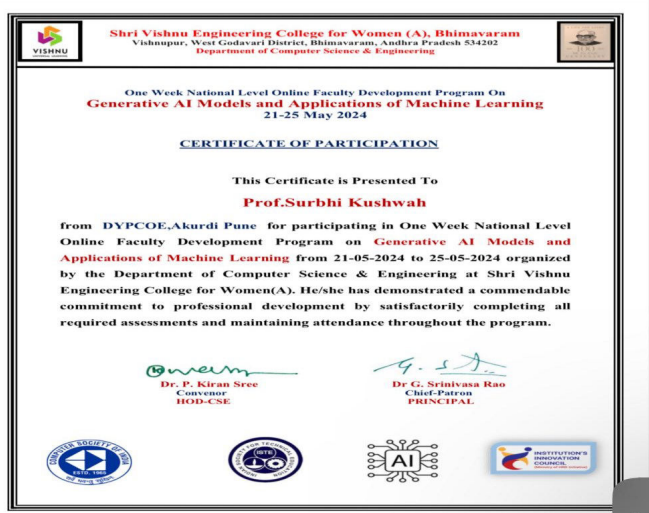 Shri Vishnu Engineering College for Women (A), Bhimavaram
Vishnupur, West Godavari District, Bhimavaram, Andhra Pradesh 534202
Department of Computer Science & Engineering
VISHNU
UNIVERSAL LEARNING
One Week National Level Online Faculty Development Program On
Generative AI Models and Applications of Machine Learning
21-25 May 2024
CERTIFICATE OF PARTICIPATION
This Certificate is Presented To
Prof.Surbhi Kushwah
from DYPCOE,Akurdi Pune for participating in One Week National Level
Online Faculty Development Program on Generative AI Models and
Applications of Machine Learning from 21-05-2024 to 25-05-2024 organized
by the Department of Computer Science & Engineering at Shri Vishnu
Engineering College for Women(A). He/she has demonstrated a commendable
commitment to professional development by satisfactorily completing all
required assessments and maintaining attendance throughout the program.
G. S
Dr. P. Kiran Sree
Convenor
HOD-CSE
Dr G. Srinivasa Rao
Chief-Patron
PRINCIPAL
COMPUTER SOCIETY OF INDIA
ESTD. 1965
ISTE
INDIAN SOCIETY FOR TECHNICAL EDUCATION
AI
INSTITUTION'S
INNOVATION
COUNCIL